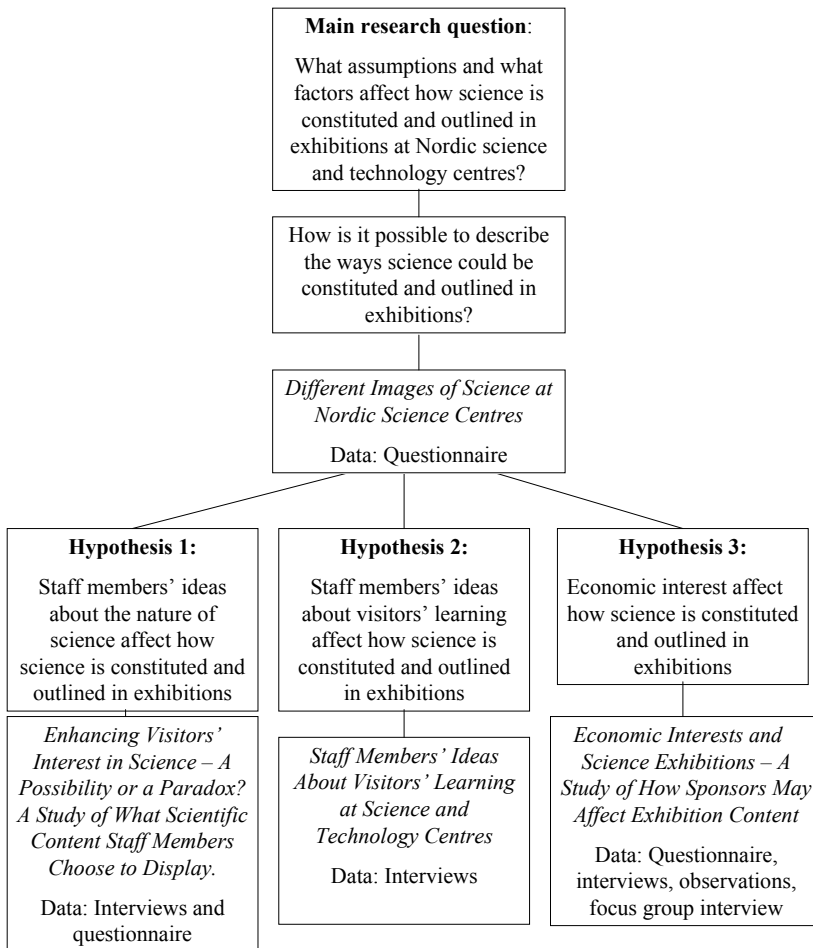 Main research question:
What assumptions and what
factors affect how science is
constituted and outlined in
exhibitions at Nordic science
and technology centres?
How is it possible to describe
the ways science could be
constituted and outlined in
exhibitions?
Different Images of Science at
Nordic Science Centres
Data: Questionnaire
Hypothesis 1:
Staff members’ ideas
about the nature of
science affect how
science is constituted and
outlined in exhibitions
Enhancing Visitors’
Interest in Science – A
Possibility or a Paradox?
A Study of What Scientific
Content Staff Members
Choose to Display.
Data: Interviews and
questionnaire
Hypothesis 2:
Staff members’ ideas
about visitors’ learning
affect how science is
constituted and outlined
in exhibitions
Staff Members’ Ideas
About Visitors’ Learning
at Science and
Technology Centres
Data: Interviews
Hypothesis 3:
Economic interest affect
how science is constituted
and outlined in
exhibitions
Economic Interests and
Science Exhibitions – A
Study of How Sponsors May
Affect Exhibition Content
Data: Questionnaire,
interviews, observations,
focus group interview